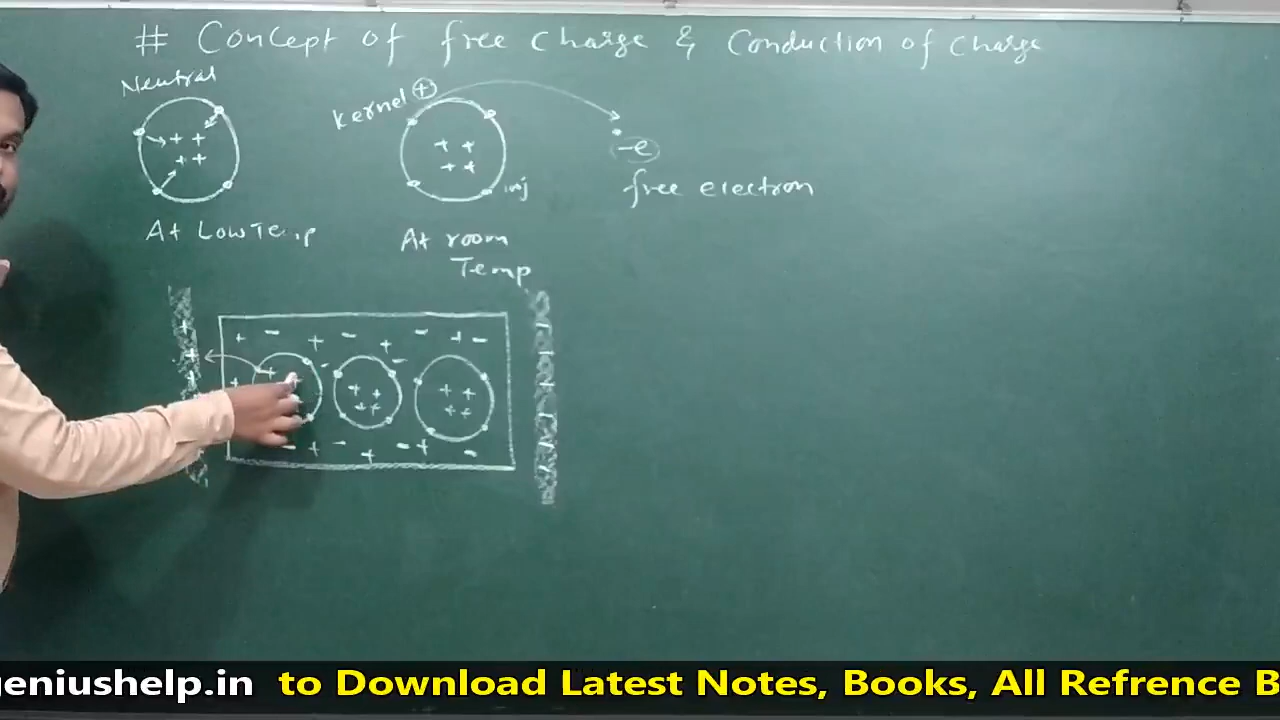 # Concept of free charge & Conduction of charge
Neutral
+ +
+ +
At Low Temp
kernel +
+ +
+ +
At room
Temp
-e
free electron
+ - + - + - + -
+ +
+ +
+ +
+ +
- + - + - + -
geniushelp.in to Download Latest Notes, Books, All Refrence B